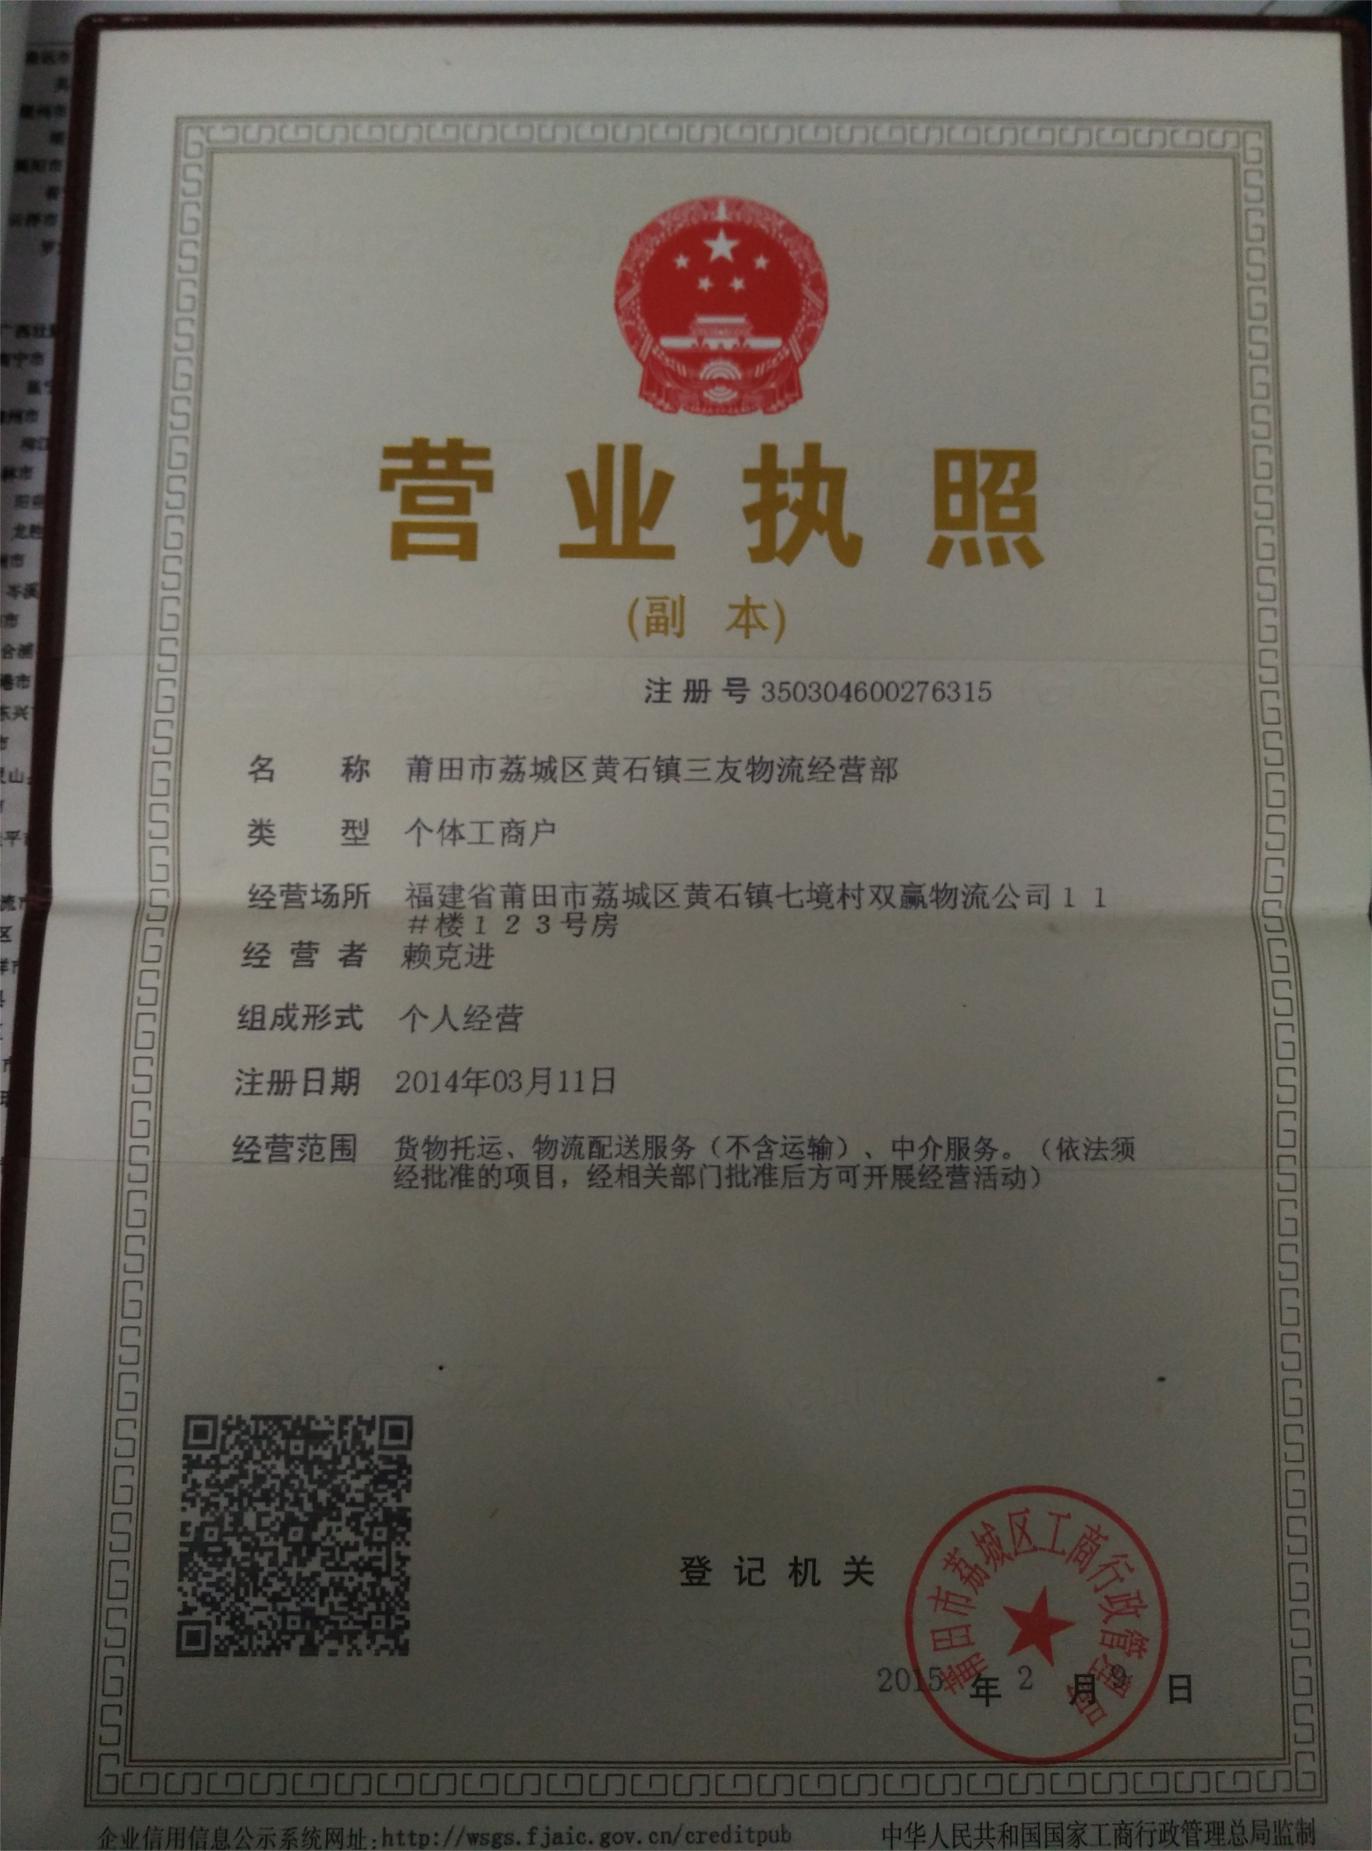 营业执照
(副 本)
注册号 350304600276315
名 称 莆田市荔城区黄石镇三友物流经营部
类 型 个体工商户
经营场所 福建省莆田市荔城区黄石镇七境村双赢物流公司１１
＃楼１２３号房
经营者 赖克进
组成形式 个人经营
注册日期 2014年03月11日
经营范围 货物托运、物流配送服务（不含运输）、中介服务。（依法须
经批准的项目，经相关部门批准后方可开展经营活动）
登记机关
莆田市荔城区工商行政管理局
2015年2月9日
企业信用信息公示系统网址:http://wsgs.fjaic.gov.cn/creditpub
中华人民共和国国家工商行政管理总局监制